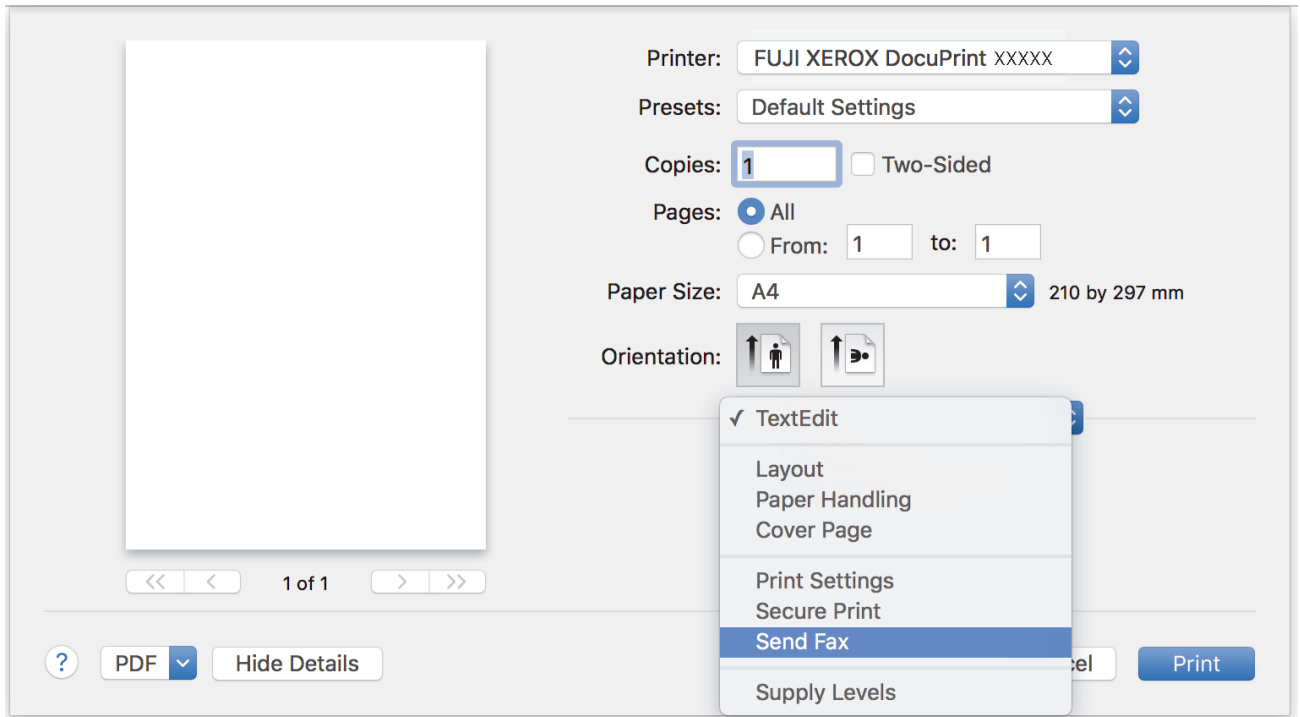 Printer: FUJI XEROX DocuPrint XXXXX
Presets: Default Settings
Copies: 1 Two-Sided
Pages: All
From: 1 to: 1
Paper Size: A4 210 by 297 mm
Orientation:
✓ TextEdit
Layout
Paper Handling
Cover Page
Print Settings
Secure Print
Send Fax
Supply Levels
<< < 1 of 1 > >>
? PDF Hide Details cel Print